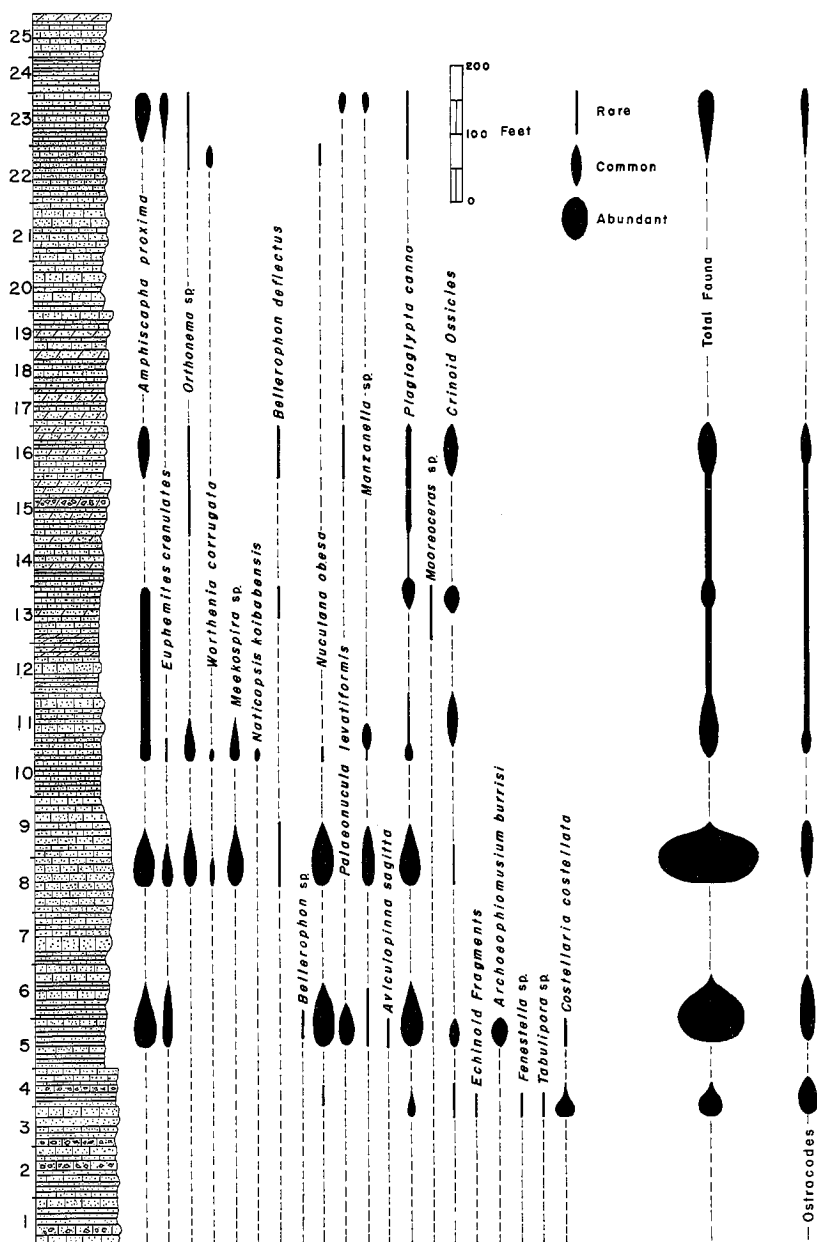 25
24
23
22
21
20
19
18
17
16
15
14
13
12
11
10
9
8
7
6
5
4
3
2
1
Amphiscapha proxima
Euphemites crenulates
Orthonema sp.
Worthenia corrugata
Meekospira sp.
Naticopsis kaibabensis
Bellerophon deflectus
Bellerophon sp.
Nuculana obesa
Palaeonucula levatiformis
Manzanella sp.
Aviculopinna sagitta
Plagioglypta canna
Mooreoceras sp.
Crinoid Ossicles
Echinoid Fragments
Archaeophiomusium burrisi
Fenestella sp.
Tabulipora sp.
Costellaria costellata
200
100 Feet
0
Rare
Common
Abundant
Total Fauna
Ostracodes